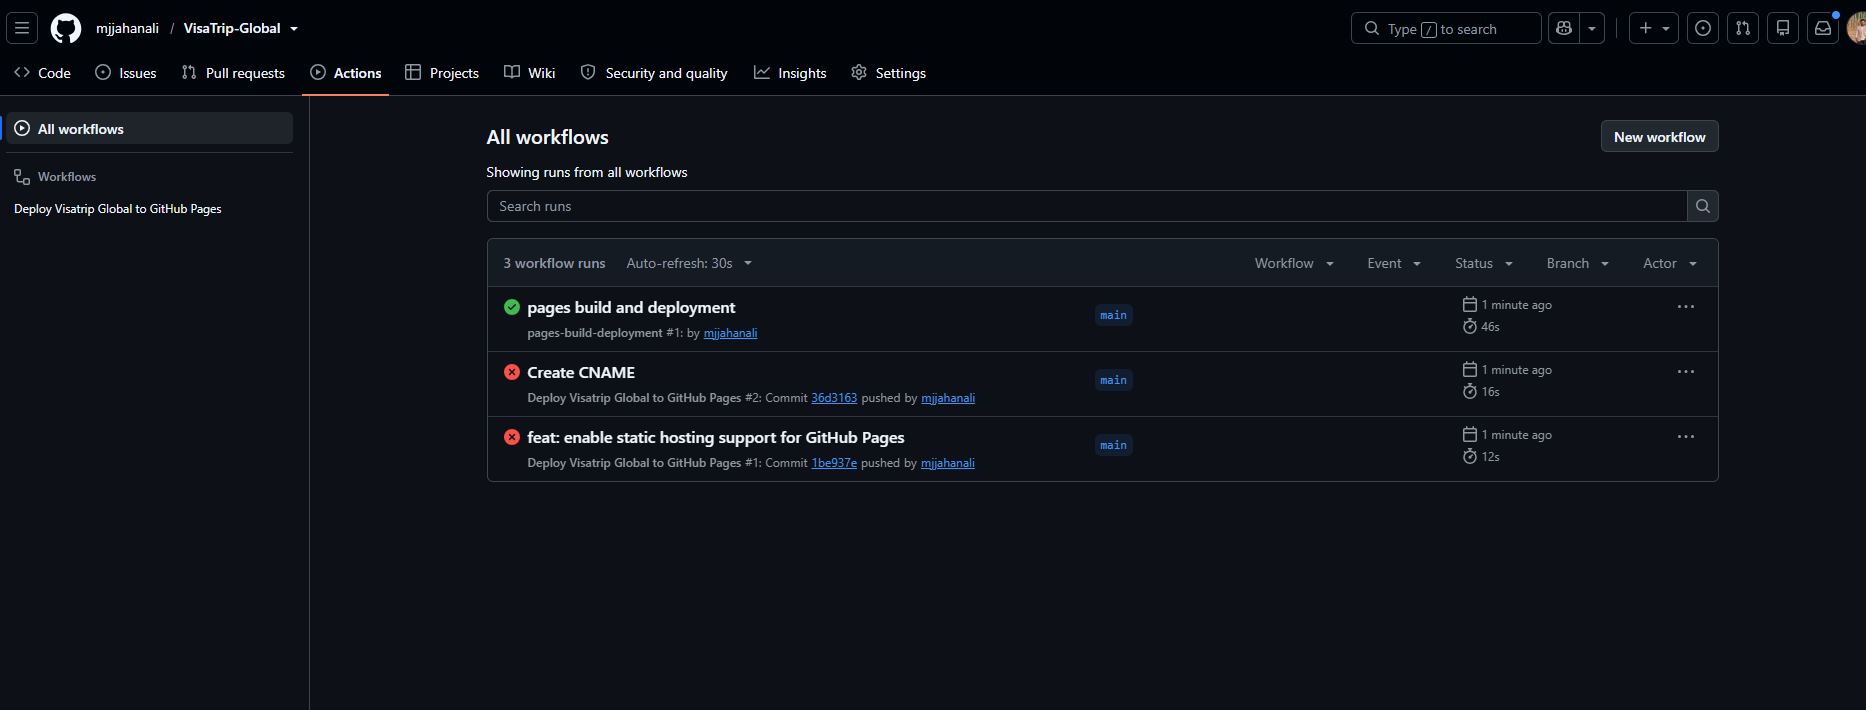 mjjahanali / VisaTrip-Global
Type / to search
Code Issues Pull requests Actions Projects Wiki Security and quality Insights Settings
All workflows
Workflows
Deploy Visatrip Global to GitHub Pages
All workflows
New workflow
Showing runs from all workflows
Search runs
3 workflow runs Auto-refresh: 30s Workflow Event Status Branch Actor
pages build and deployment
pages-build-deployment #1: by mjjahanali
main
1 minute ago
46s
Create CNAME
Deploy Visatrip Global to GitHub Pages #2: Commit 36d3163 pushed by mjjahanali
main
1 minute ago
16s
feat: enable static hosting support for GitHub Pages
Deploy Visatrip Global to GitHub Pages #1: Commit 1be937e pushed by mjjahanali
main
1 minute ago
12s